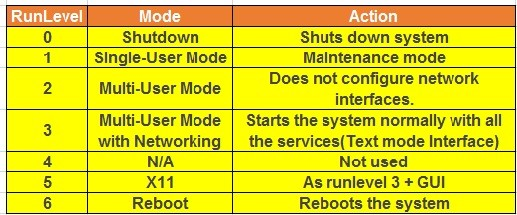 RunLevel Mode Action
0 Shutdown Shuts down system
1 Single-User Mode Maintenance mode
2 Multi-User Mode Does not configure network
interfaces.
3 Multi-User Mode Starts the system normally with all
with Networking the services(Text mode Interface)
4 N/A Not used
5 X11 As runlevel 3 + GUI
6 Reboot Reboots the system